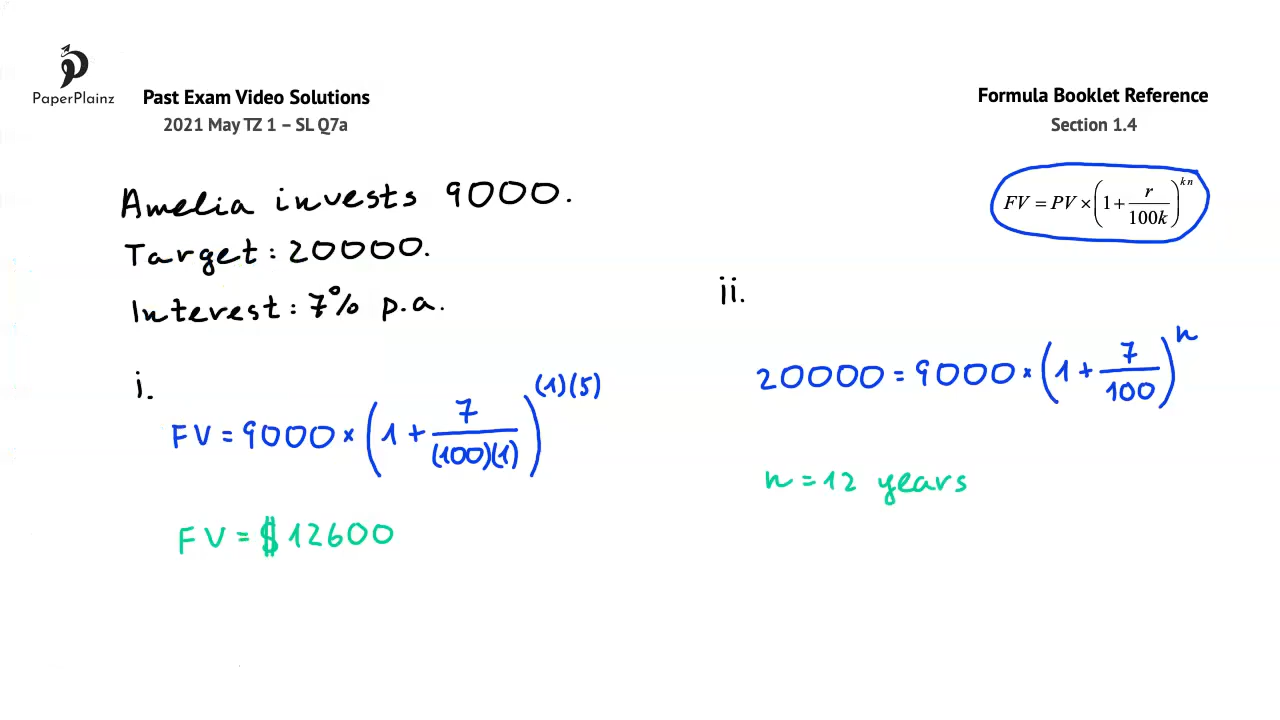 PaperPlainz
Past Exam Video Solutions
2021 May TZ 1 – SL Q7a
Formula Booklet Reference
Section 1.4
FV = PV × (1 + r/100k)^kn
Amelia invests 9000.
Target: 20000.
Interest: 7% p.a.
i.
FV = 9000 × (1 + 7/(100)(1))^(1)(5)
FV = $ 12600
ii.
20000 = 9000 × (1 + 7/100)^n
n = 12 years